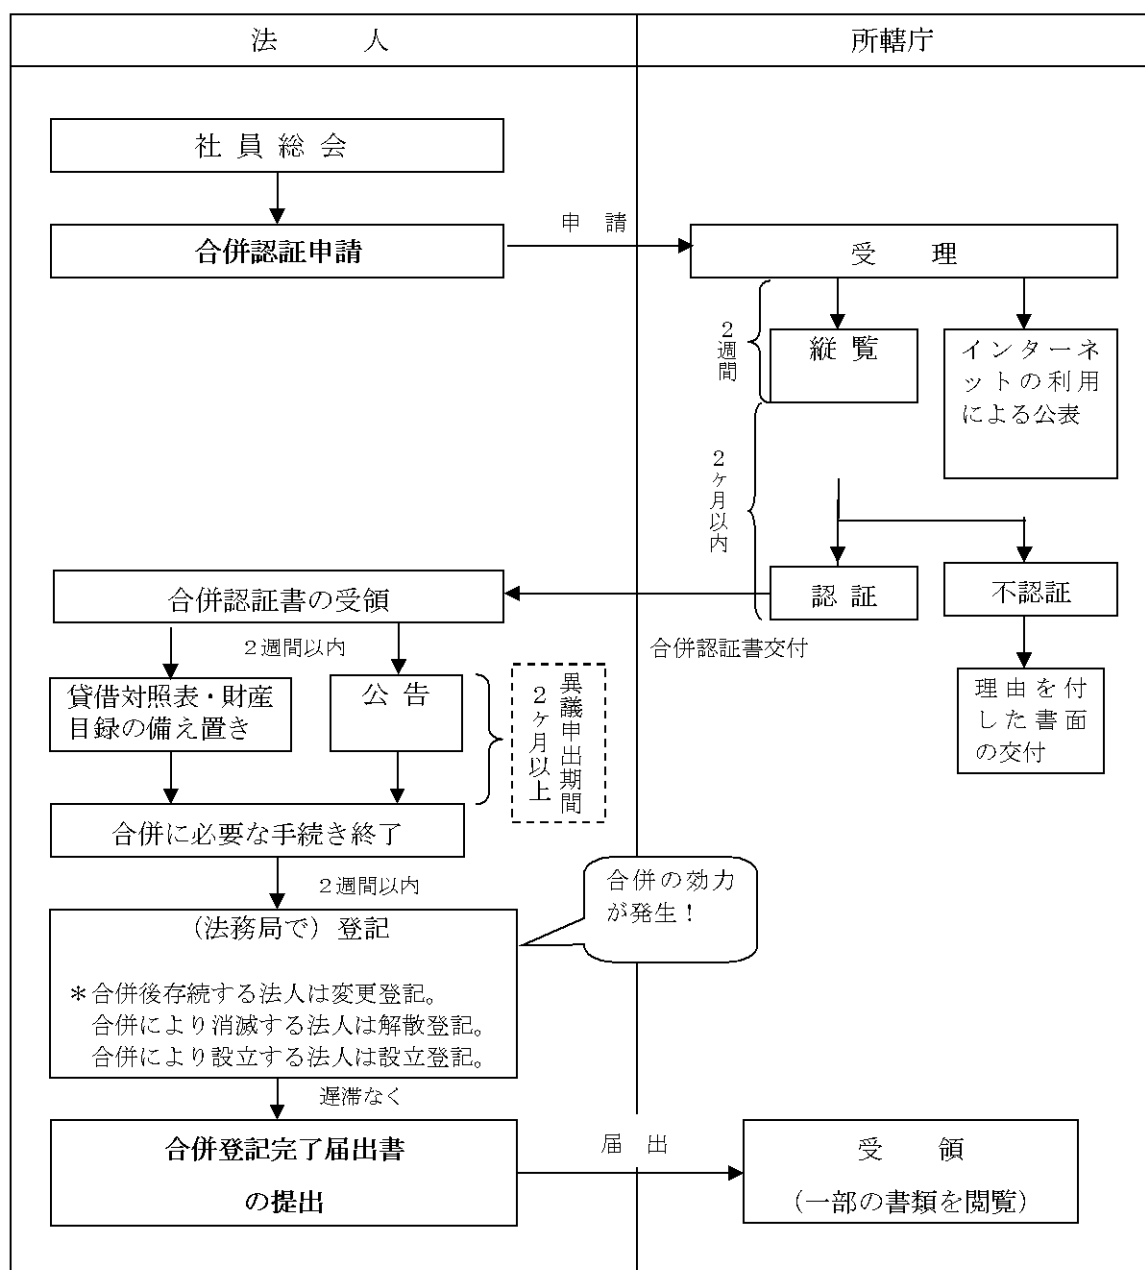 法　　人
所轄庁
社員総会
合併認証申請
申　請
受　　理
2週間
縦覧
インターネ
ットの利用
による公表
2ヶ月以内
認証
不認証
合併認証書交付
合併認証書の受領
理由を付
した書面
の交付
2週間以内
貸借対照表・財産
目録の備え置き
公告
異議申出期間
2ヶ月以上
合併に必要な手続き終了
2週間以内
合併の効力
が発生！
（法務局で）登記
＊合併後存続する法人は変更登記。
合併により消滅する法人は解散登記。
合併により設立する法人は設立登記。
遅滞なく
合併登記完了届出書
の提出
届　出
受　　領
（一部の書類を閲覧）